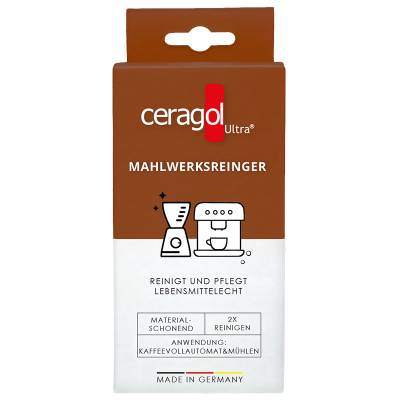 ceragol
Ultra®
MAHLWERKSREINGER
REINIGT UND PFLEGT
LEBENSMITTELECHT
MATERIAL-
SCHONEND
2X
REINIGEN
ANWENDUNG:
KAFFEEVOLLAUTOMAT&MÜHLEN
MADE IN GERMANY